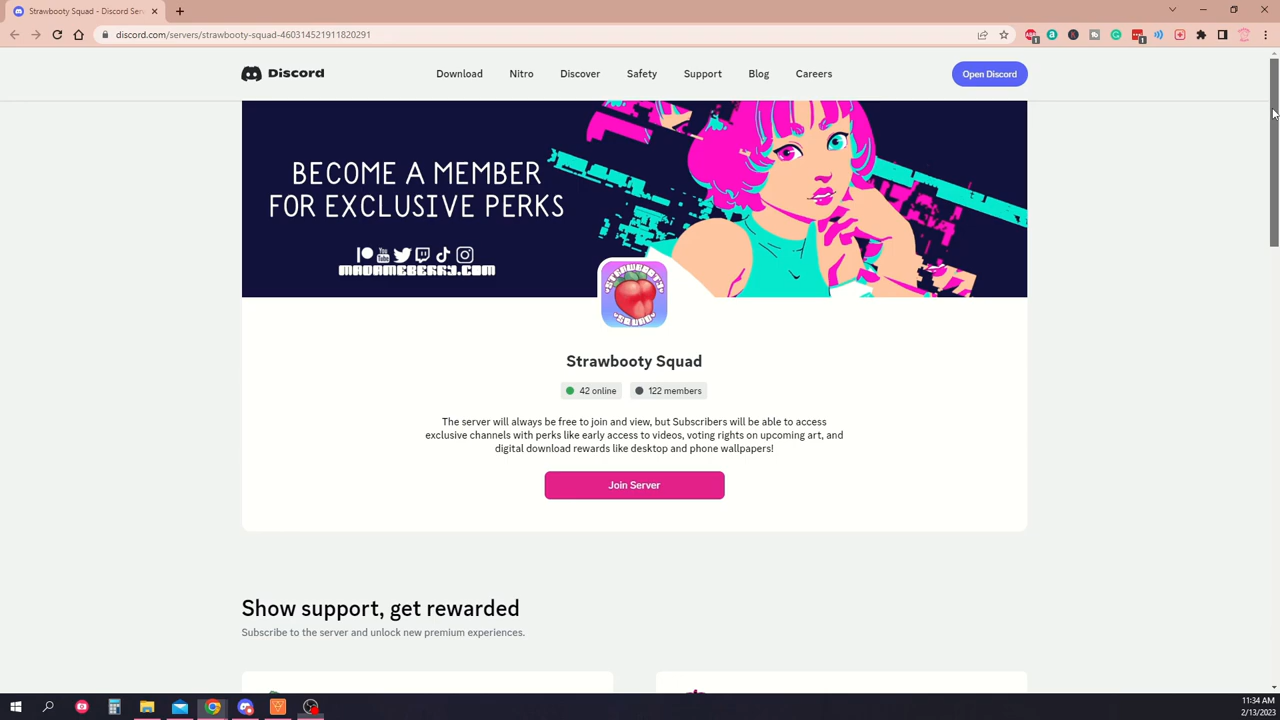 Strawbooty Squad - Discord Serv
discord.com/servers/strawbooty-squad-460314521911820291
Discord
Download
Nitro
Discover
Safety
Support
Blog
Careers
Open Discord
BECOME A MEMBER
FOR EXCLUSIVE PERKS
MADAMEBERRY.COM
STRAWBOOTY
SQUAD
Strawbooty Squad
42 online
122 members
The server will always be free to join and view, but Subscribers will be able to access
exclusive channels with perks like early access to videos, voting rights on upcoming art, and
digital download rewards like desktop and phone wallpapers!
Join Server
Show support, get rewarded
Subscribe to the server and unlock new premium experiences.
11:34 AM
2/13/2023